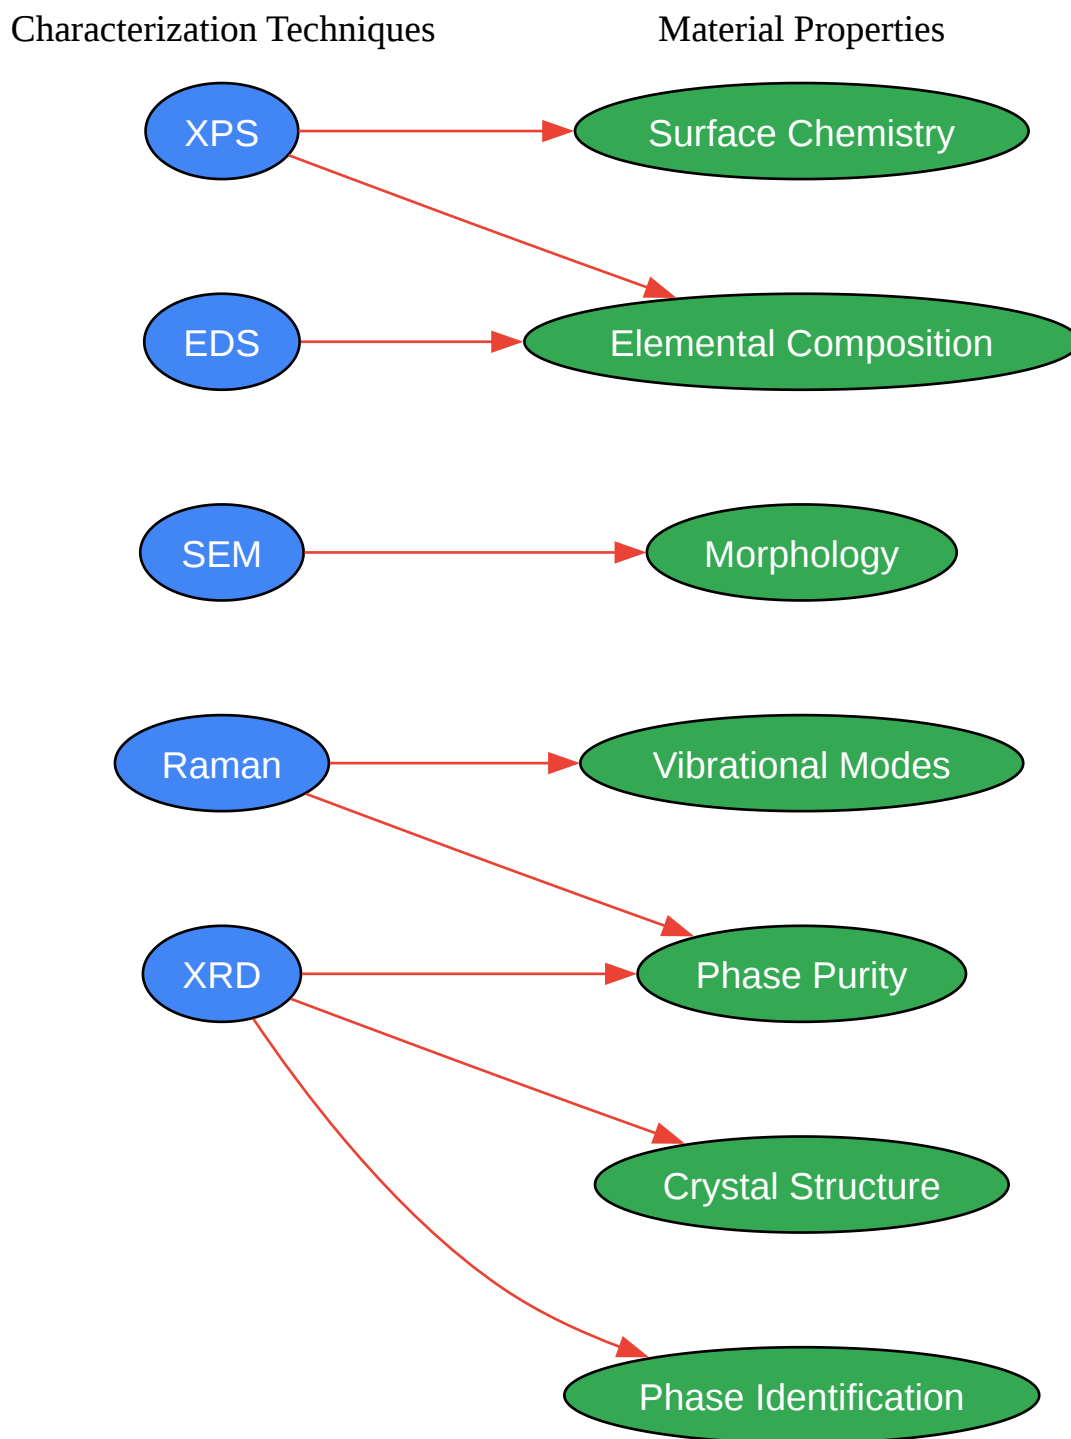 Characterization Techniques
Material Properties
XPS
Surface Chemistry
EDS
Elemental Composition
SEM
Morphology
Raman
Vibrational Modes
XRD
Phase Purity
Crystal Structure
Phase Identification